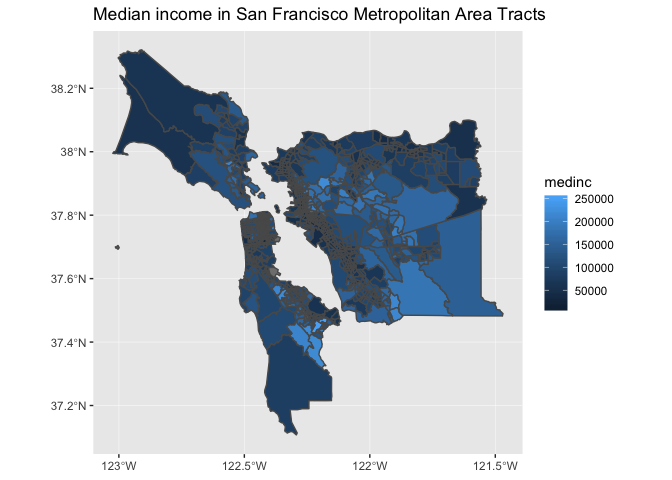 Median income in San Francisco Metropolitan Area Tracts
38.2°N
38°N
37.8°N
37.6°N
37.4°N
37.2°N
123°W
122.5°W
122°W
121.5°W
medinc
250000
200000
150000
100000
50000